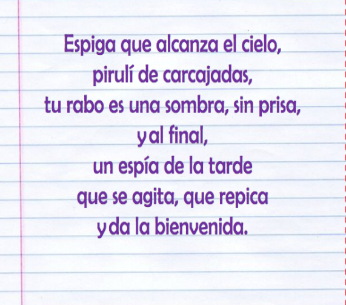 Espiga que alcanza el cielo,
pirulí de carcajadas,
tu rabo es una sombra, sin prisa,
y al final,
un espía de la tarde
que se agita, que repica
y da la bienvenida.